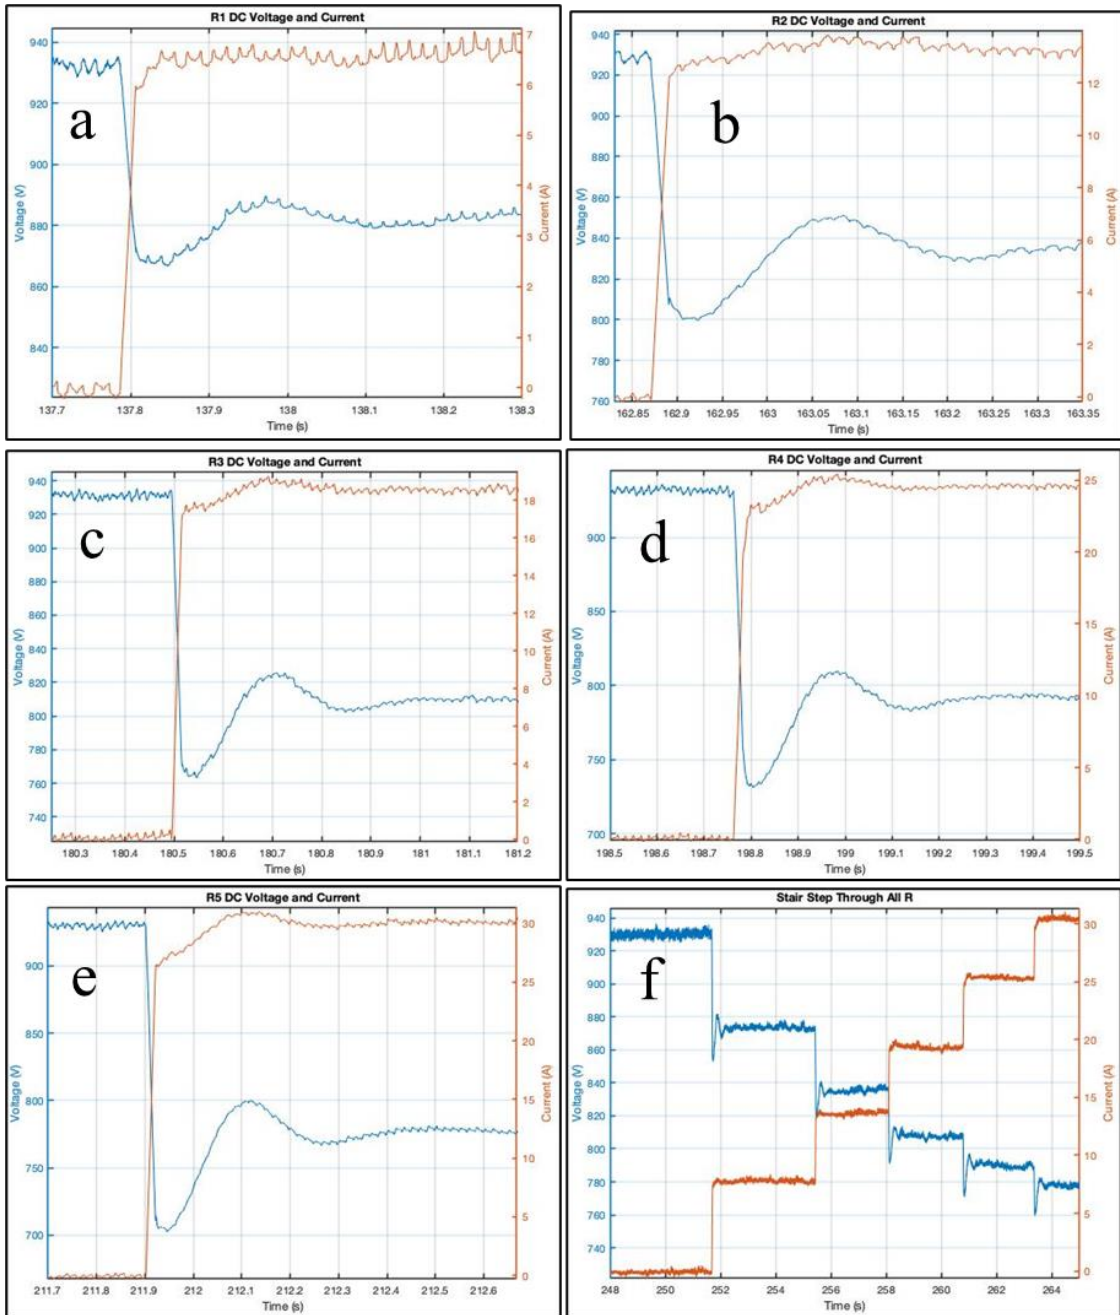 R1 DC Voltage and Current
a
Voltage (V)
940
920
900
880
860
840
7
6
5
4
3
2
1
0
Current (A)
137.7 137.8 137.9 138 138.1 138.2 138.3
Time (s)
R2 DC Voltage and Current
b
Voltage (V)
940
920
900
880
860
840
820
800
780
760
12
10
8
6
4
2
0
Current (A)
162.85 162.9 162.95 163 163.05 163.1 163.15 163.2 163.25 163.3 163.35
Time (s)
R3 DC Voltage and Current
c
Voltage (V)
940
920
900
880
860
840
820
800
780
760
740
18
16
14
12
10
8
6
4
2
0
Current (A)
180.3 180.4 180.5 180.6 180.7 180.8 180.9 181 181.1 181.2
Time (s)
R4 DC Voltage and Current
d
Voltage (V)
900
850
800
750
700
25
20
15
10
5
0
Current (A)
198.5 198.6 198.7 198.8 198.9 199 199.1 199.2 199.3 199.4 199.5
Time (s)
R5 DC Voltage and Current
e
Voltage (V)
900
850
800
750
700
30
25
20
15
10
5
0
Current (A)
211.7 211.8 211.9 212 212.1 212.2 212.3 212.4 212.5 212.6
Time (s)
Stair Step Through All R
f
Voltage (V)
940
920
900
880
860
840
820
800
780
760
740
30
25
20
15
10
5
0
Current (A)
248 250 252 254 256 258 260 262 264
Time (s)